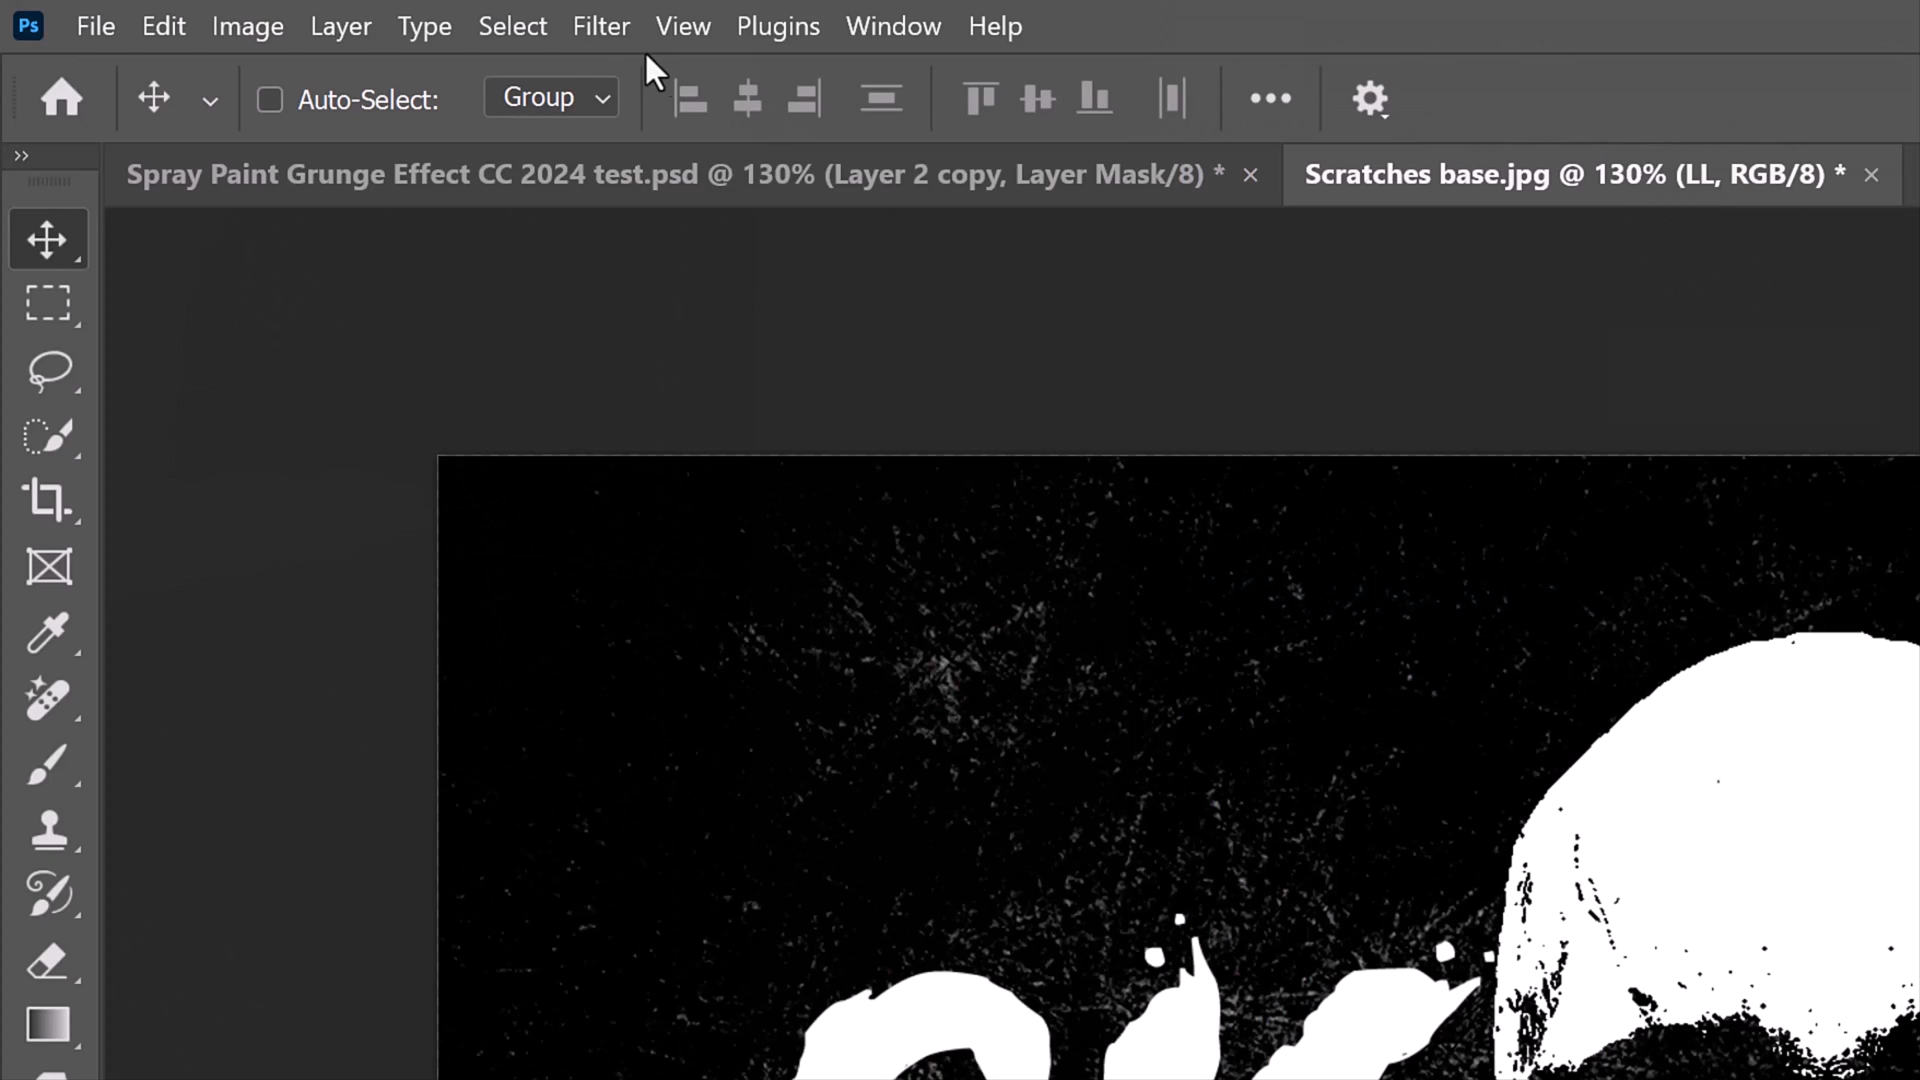 Ps File Edit Image Layer Type Select Filter View Plugins Window Help
Auto-Select: Group
Spray Paint Grunge Effect CC 2024 test.psd @ 130% (Layer 2 copy, Layer Mask/8) * × Scratches base.jpg @ 130% (LL, RGB/8) * ×